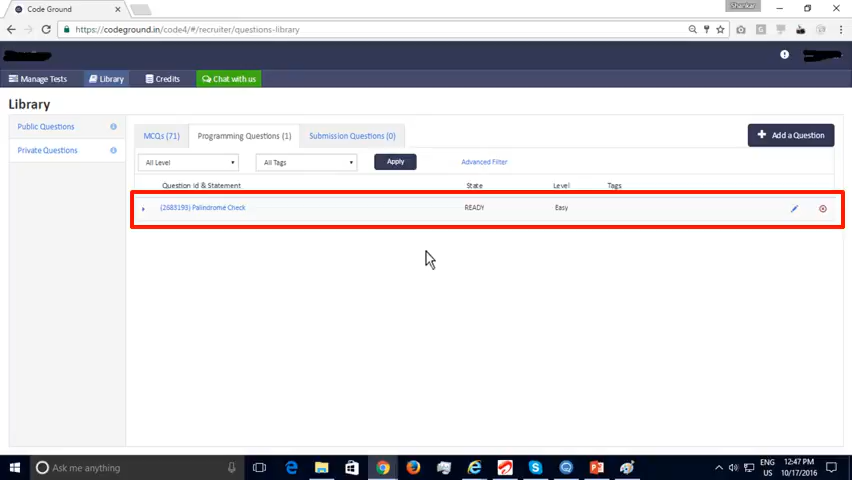 Code Ground
Shankar
https://codeground.in/code4/#/recruiter/questions-library
Manage Tests
Library
Credits
Chat with us
Library
Public Questions
Private Questions
MCQs (71)
Programming Questions (1)
Submission Questions (0)
Add a Question
All Level
All Tags
Apply
Advanced Filter
Question Id & Statement
State
Level
Tags
(2683193) Palindrome Check
READY
Easy
Ask me anything
ENG
US
12:47 PM
10/17/2016